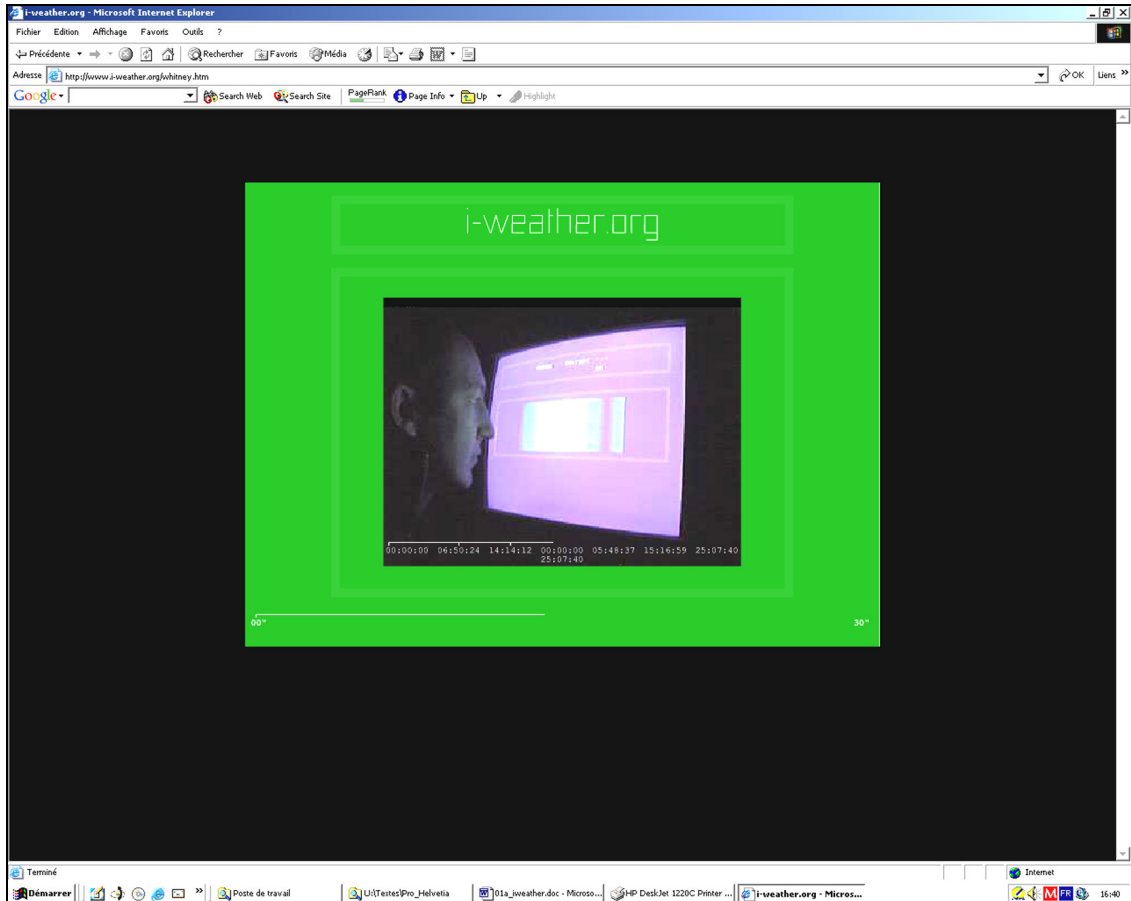 i-weather.org - Microsoft Internet Explorer
Fichier Edition Affichage Favoris Outils ?
Précédente Rechercher Favoris Média
Adresse http://www.i-weather.org/whitney.htm OK Liens »
Google Search Web Search Site PageRank Page Info Up Highlight
i-weather.org
00:00:00 06:50:24 14:14:12 00:00:00 05:48:37 15:16:59 25:07:40
25:07:40
00" 30"
Terminé Internet
Démarrer » Poste de travail U:\Textes\Pro_Helvetia 01a_iweather.doc - Microso... HP DeskJet 1220C Printer ... i-weather.org - Micros... M FR 16:40